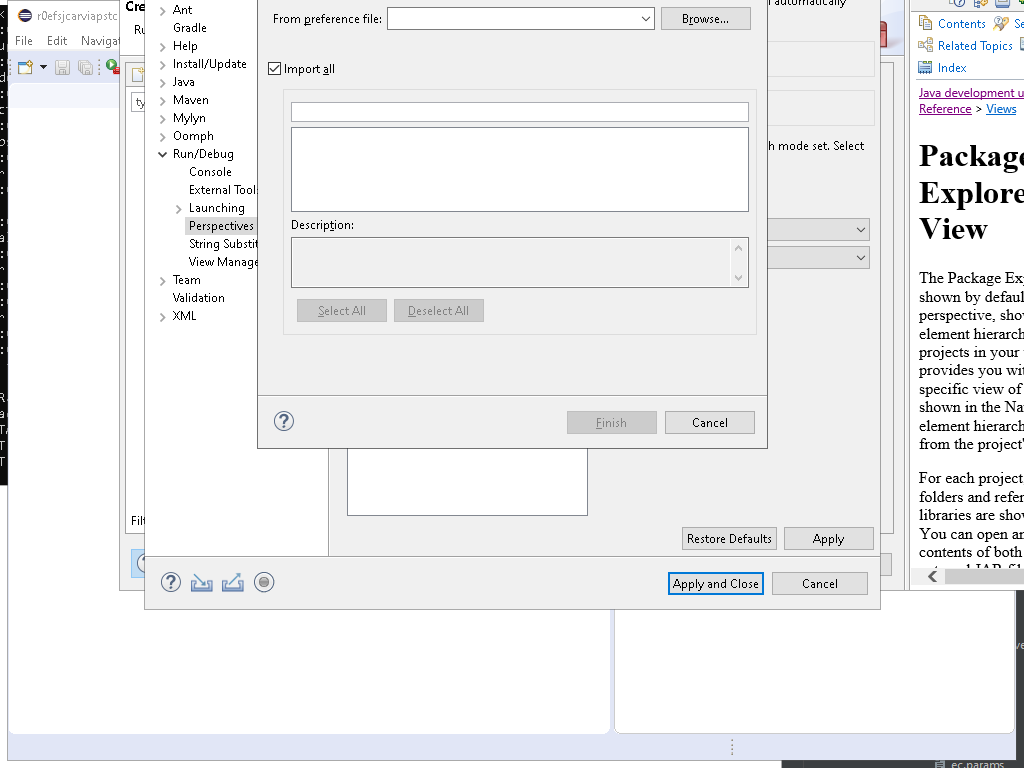 r0efsjcarviapstc
File Edit Navigat
Cre
Ru
ty
Filt
Ant
Gradle
Help
Install/Update
Java
Maven
Mylyn
Oomph
Run/Debug
Console
External Tool
Launching
Perspectives
String Substit
View Manage
Team
Validation
XML
From preference file:
Browse...
Import all
Description:
Select All
Deselect All
Finish
Cancel
automatically
h mode set. Select
Restore Defaults
Apply
Apply and Close
Cancel
Contents
Se
Related Topics
Index
Java development u
Reference > Views
Package
Explore
View
The Package Exp
shown by defaul
perspective, show
element hierarch
projects in your
provides you wit
specific view of
shown in the Na
element hierarch
from the project'
For each project,
folders and refer
libraries are show
You can open an
contents of both
ec.params